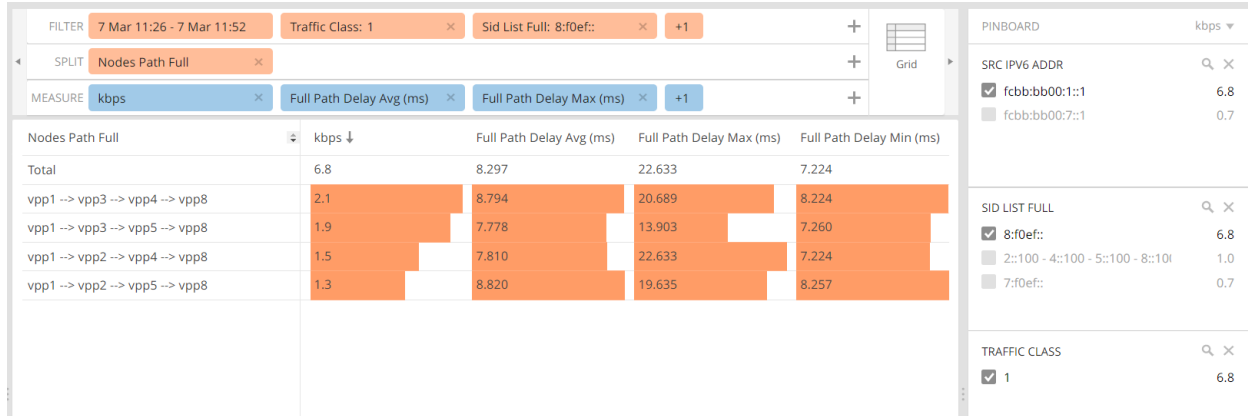 FILTER 7 Mar 11:26 - 7 Mar 11:52 × Traffic Class: 1 × Sid List Full: 8:f0ef:: × +1 +
SPLIT Nodes Path Full × +
MEASURE kbps × Full Path Delay Avg (ms) × Full Path Delay Max (ms) × +1 +
Grid
Nodes Path Full kbps ↓ Full Path Delay Avg (ms) Full Path Delay Max (ms) Full Path Delay Min (ms)
Total 6.8 8.297 22.633 7.224
vpp1 --> vpp3 --> vpp4 --> vpp8 2.1 8.794 20.689 8.224
vpp1 --> vpp3 --> vpp5 --> vpp8 1.9 7.778 13.903 7.260
vpp1 --> vpp2 --> vpp4 --> vpp8 1.5 7.810 22.633 7.224
vpp1 --> vpp2 --> vpp5 --> vpp8 1.3 8.820 19.635 8.257
PINBOARD kbps
SRC IPV6 ADDR
fcbb:bb00:1::1 6.8
fcbb:bb00:7::1 0.7
SID LIST FULL
8:f0ef:: 6.8
2::100 - 4::100 - 5::100 - 8::10 1.0
7:f0ef:: 0.7
TRAFFIC CLASS
1 6.8